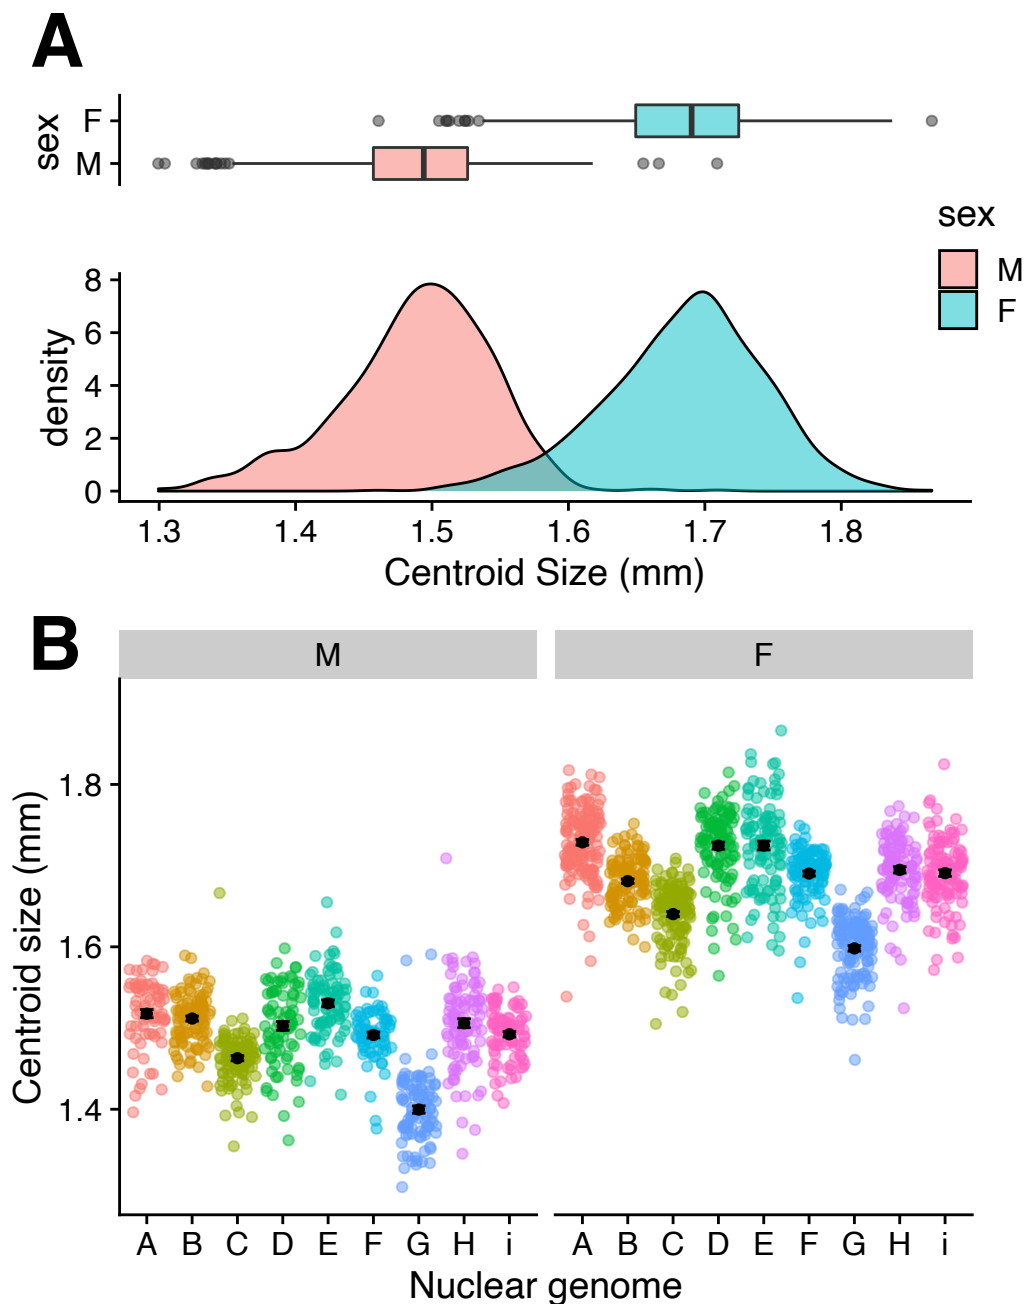 A
sex
F
M
sex
M
F
density
8
6
4
2
0
1.3 1.4 1.5 1.6 1.7 1.8
Centroid Size (mm)
B
M F
Centroid size (mm)
1.8
1.6
1.4
A B C D E F G H i A B C D E F G H i
Nuclear genome